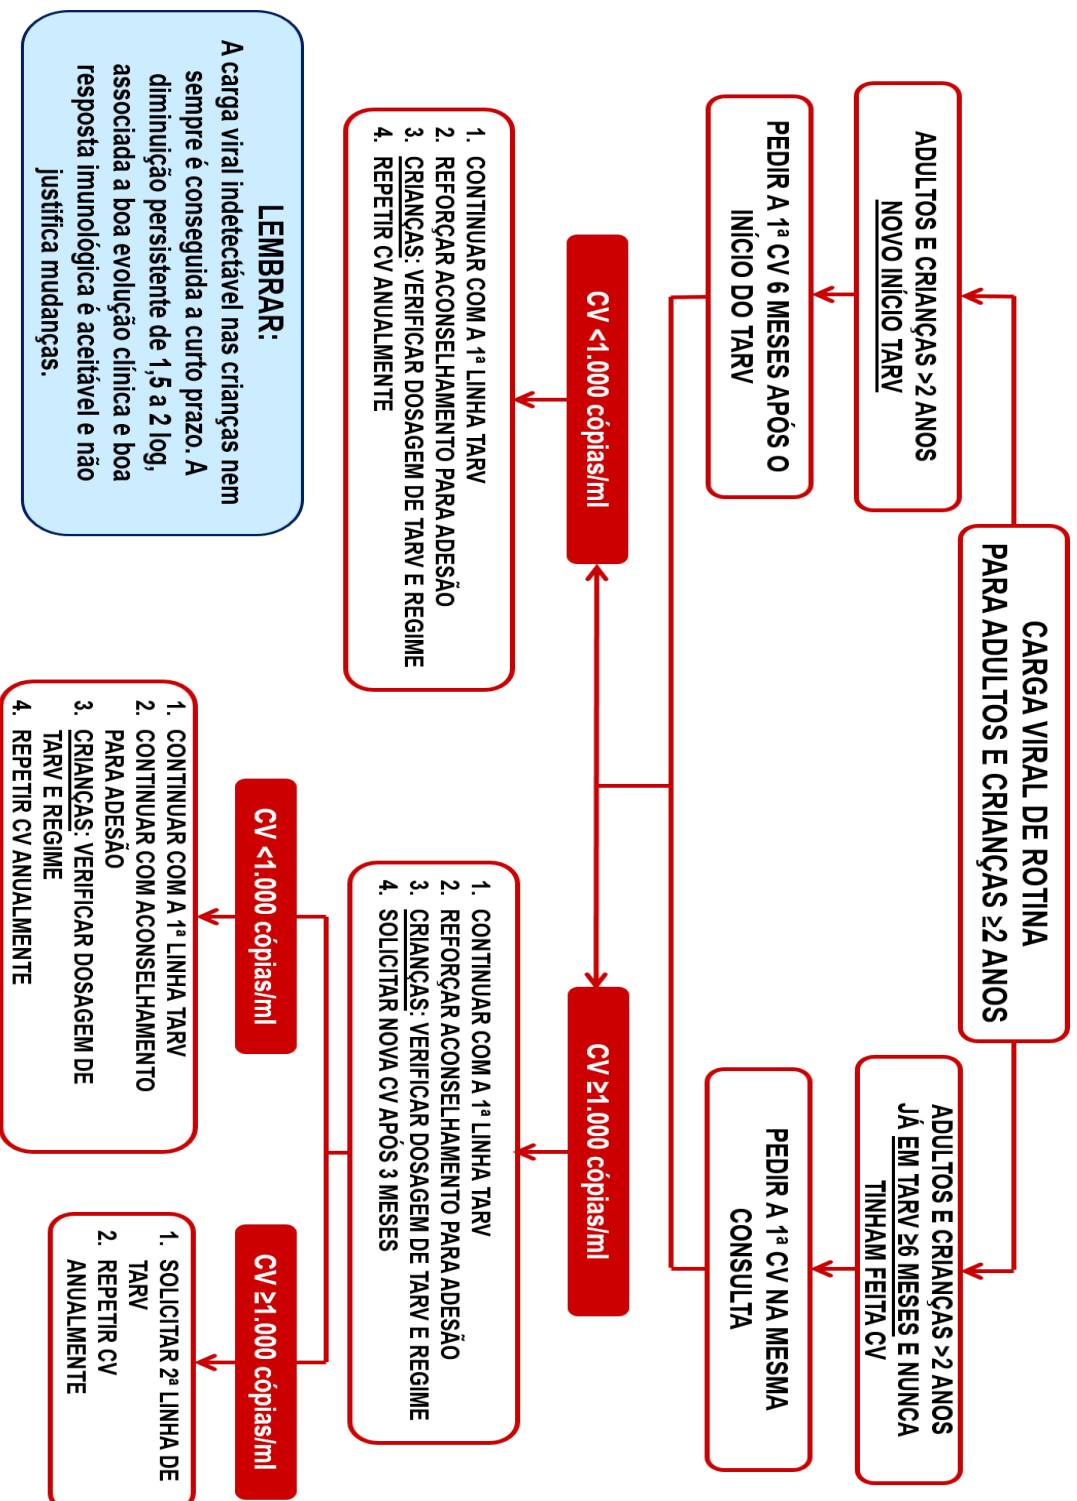 CARGA VIRAL DE ROTINA
PARA ADULTOS E CRIANÇAS ≥2 ANOS
ADULTOS E CRIANÇAS >2 ANOS
NOVO INÍCIO TARV
PEDIR A 1ª CV 6 MESES APÓS O
INÍCIO DO TARV
ADULTOS E CRIANÇAS >2 ANOS
JÁ EM TARV ≥6 MESES E NUNCA
TINHAM FEITA CV
PEDIR A 1ª CV NA MESMA
CONSULTA
CV <1.000 cópias/ml
1. CONTINUAR COM A 1ª LINHA TARV
2. REFORÇAR ACONSELHAMENTO PARA ADESÃO
3. CRIANÇAS: VERIFICAR DOSAGEM DE TARV E REGIME
4. REPETIR CV ANUALMENTE
CV ≥1.000 cópias/ml
1. CONTINUAR COM A 1ª LINHA TARV
2. REFORÇAR ACONSELHAMENTO PARA ADESÃO
3. CRIANÇAS: VERIFICAR DOSAGEM DE TARV E REGIME
4. SOLICITAR NOVA CV APÓS 3 MESES
CV <1.000 cópias/ml
1. CONTINUAR COM A 1ª LINHA TARV
2. CONTINUAR COM ACONSELHAMENTO
PARA ADESÃO
3. CRIANÇAS: VERIFICAR DOSAGEM DE
TARV E REGIME
4. REPETIR CV ANUALMENTE
CV ≥1.000 cópias/ml
1. SOLICITAR 2ª LINHA DE
TARV
2. REPETIR CV
ANUALMENTE
LEMBRAR:
A carga viral indetectável nas crianças nem
sempre é conseguida a curto prazo. A
diminuição persistente de 1,5 a 2 log,
associada a boa evolução clínica e boa
resposta imunológica é aceitável e não
justifica mudanças.